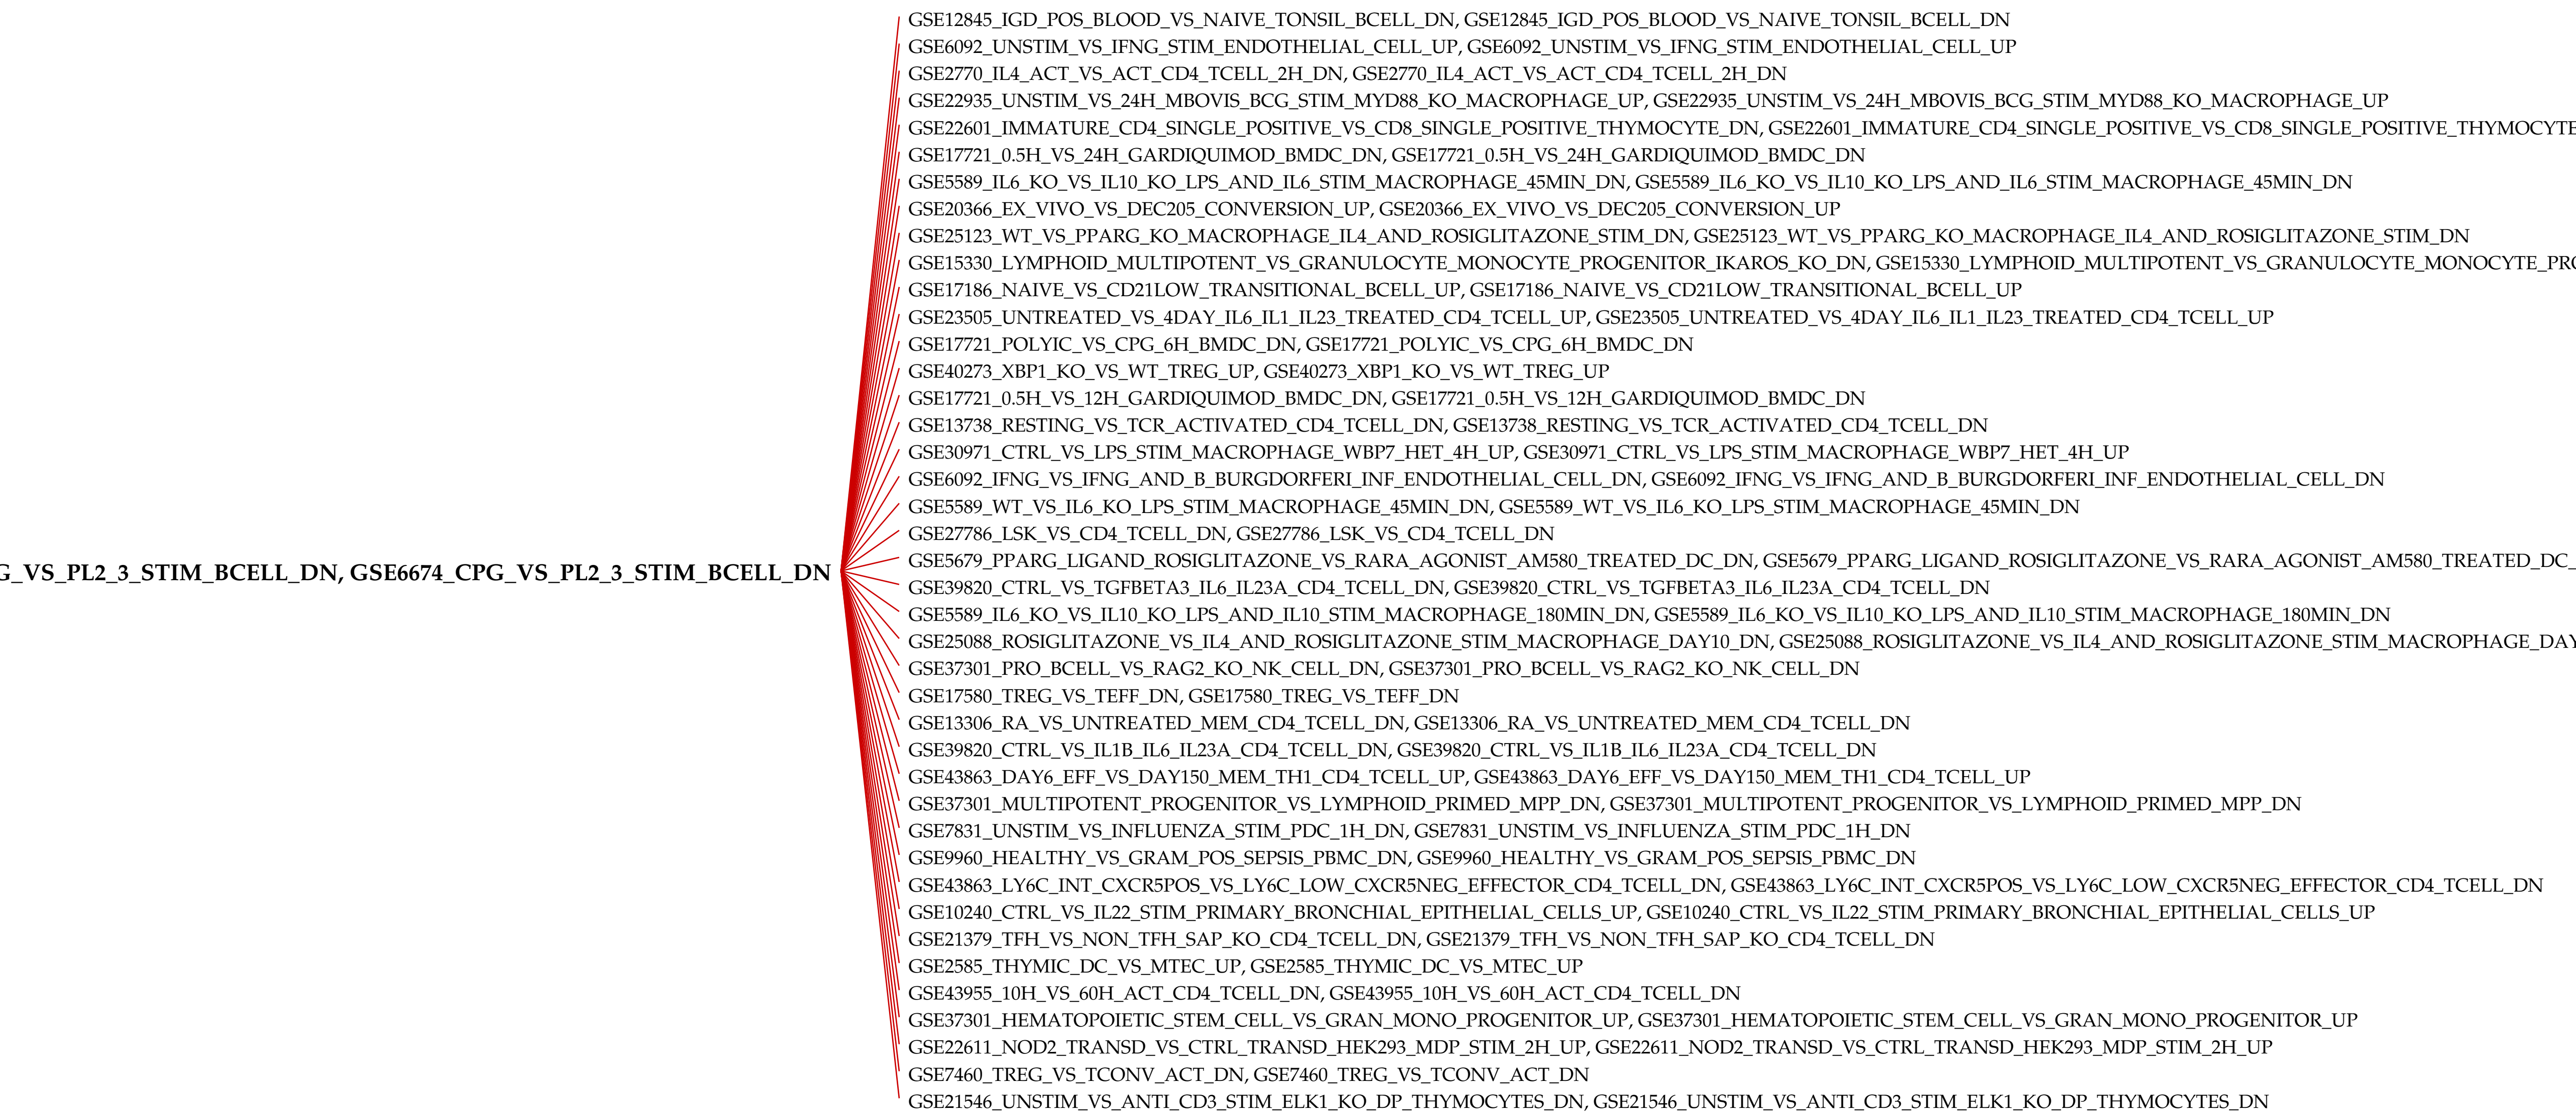 GSE12845_IGD_POS_BLOOD_VS_NAIVE_TONSIL_BCELL_DN, GSE12845_IGD_POS_BLOOD_VS_NAIVE_TONSIL_BCELL_DN
GSE6092_UNSTIM_VS_IFNG_STIM_ENDOTHELIAL_CELL_UP, GSE6092_UNSTIM_VS_IFNG_STIM_ENDOTHELIAL_CELL_UP
GSE2770_IL4_ACT_VS_ACT_CD4_TCELL_2H_DN, GSE2770_IL4_ACT_VS_ACT_CD4_TCELL_2H_DN
GSE22935_UNSTIM_VS_24H_MBOVIS_BCG_STIM_MYD88_KO_MACROPHAGE_UP, GSE22935_UNSTIM_VS_24H_MBOVIS_BCG_STIM_MYD88_KO_MACROPHAGE_UP
GSE22601_IMMATURE_CD4_SINGLE_POSITIVE_VS_CD8_SINGLE_POSITIVE_THYMOCYTE_DN, GSE22601_IMMATURE_CD4_SINGLE_POSITIVE_VS_CD8_SINGLE_POSITIVE_THYMOCYTE
GSE17721_0.5H_VS_24H_GARDIQUIMOD_BMDC_DN, GSE17721_0.5H_VS_24H_GARDIQUIMOD_BMDC_DN
GSE5589_IL6_KO_VS_IL10_KO_LPS_AND_IL6_STIM_MACROPHAGE_45MIN_DN, GSE5589_IL6_KO_VS_IL10_KO_LPS_AND_IL6_STIM_MACROPHAGE_45MIN_DN
GSE20366_EX_VIVO_VS_DEC205_CONVERSION_UP, GSE20366_EX_VIVO_VS_DEC205_CONVERSION_UP
GSE25123_WT_VS_PPARG_KO_MACROPHAGE_IL4_AND_ROSIGLITAZONE_STIM_DN, GSE25123_WT_VS_PPARG_KO_MACROPHAGE_IL4_AND_ROSIGLITAZONE_STIM_DN
GSE15330_LYMPHOID_MULTIPOTENT_VS_GRANULOCYTE_MONOCYTE_PROGENITOR_IKAROS_KO_DN, GSE15330_LYMPHOID_MULTIPOTENT_VS_GRANULOCYTE_MONOCYTE_PRO
GSE17186_NAIVE_VS_CD21LOW_TRANSITIONAL_BCELL_UP, GSE17186_NAIVE_VS_CD21LOW_TRANSITIONAL_BCELL_UP
GSE23505_UNTREATED_VS_4DAY_IL6_IL1_IL23_TREATED_CD4_TCELL_UP, GSE23505_UNTREATED_VS_4DAY_IL6_IL1_IL23_TREATED_CD4_TCELL_UP
GSE17721_POLYIC_VS_CPG_6H_BMDC_DN, GSE17721_POLYIC_VS_CPG_6H_BMDC_DN
GSE40273_XBP1_KO_VS_WT_TREG_UP, GSE40273_XBP1_KO_VS_WT_TREG_UP
GSE17721_0.5H_VS_12H_GARDIQUIMOD_BMDC_DN, GSE17721_0.5H_VS_12H_GARDIQUIMOD_BMDC_DN
GSE13738_RESTING_VS_TCR_ACTIVATED_CD4_TCELL_DN, GSE13738_RESTING_VS_TCR_ACTIVATED_CD4_TCELL_DN
GSE30971_CTRL_VS_LPS_STIM_MACROPHAGE_WBP7_HET_4H_UP, GSE30971_CTRL_VS_LPS_STIM_MACROPHAGE_WBP7_HET_4H_UP
GSE6092_IFNG_VS_IFNG_AND_B_BURGDORFERI_INF_ENDOTHELIAL_CELL_DN, GSE6092_IFNG_VS_IFNG_AND_B_BURGDORFERI_INF_ENDOTHELIAL_CELL_DN
GSE5589_WT_VS_IL6_KO_LPS_STIM_MACROPHAGE_45MIN_DN, GSE5589_WT_VS_IL6_KO_LPS_STIM_MACROPHAGE_45MIN_DN
GSE27786_LSK_VS_CD4_TCELL_DN, GSE27786_LSK_VS_CD4_TCELL_DN
GSE5679_PPARG_LIGAND_ROSIGLITAZONE_VS_RARA_AGONIST_AM580_TREATED_DC_DN, GSE5679_PPARG_LIGAND_ROSIGLITAZONE_VS_RARA_AGONIST_AM580_TREATED_DC_
G_VS_PL2_3_STIM_BCELL_DN, GSE6674_CPG_VS_PL2_3_STIM_BCELL_DN
GSE39820_CTRL_VS_TGFBETA3_IL6_IL23A_CD4_TCELL_DN, GSE39820_CTRL_VS_TGFBETA3_IL6_IL23A_CD4_TCELL_DN
GSE5589_IL6_KO_VS_IL10_KO_LPS_AND_IL10_STIM_MACROPHAGE_180MIN_DN, GSE5589_IL6_KO_VS_IL10_KO_LPS_AND_IL10_STIM_MACROPHAGE_180MIN_DN
GSE25088_ROSIGLITAZONE_VS_IL4_AND_ROSIGLITAZONE_STIM_MACROPHAGE_DAY10_DN, GSE25088_ROSIGLITAZONE_VS_IL4_AND_ROSIGLITAZONE_STIM_MACROPHAGE_DAY
GSE37301_PRO_BCELL_VS_RAG2_KO_NK_CELL_DN, GSE37301_PRO_BCELL_VS_RAG2_KO_NK_CELL_DN
GSE17580_TREG_VS_TEFF_DN, GSE17580_TREG_VS_TEFF_DN
GSE13306_RA_VS_UNTREATED_MEM_CD4_TCELL_DN, GSE13306_RA_VS_UNTREATED_MEM_CD4_TCELL_DN
GSE39820_CTRL_VS_IL1B_IL6_IL23A_CD4_TCELL_DN, GSE39820_CTRL_VS_IL1B_IL6_IL23A_CD4_TCELL_DN
GSE43863_DAY6_EFF_VS_DAY150_MEM_TH1_CD4_TCELL_UP, GSE43863_DAY6_EFF_VS_DAY150_MEM_TH1_CD4_TCELL_UP
GSE37301_MULTIPOTENT_PROGENITOR_VS_LYMPHOID_PRIMED_MPP_DN, GSE37301_MULTIPOTENT_PROGENITOR_VS_LYMPHOID_PRIMED_MPP_DN
GSE7831_UNSTIM_VS_INFLUENZA_STIM_PDC_1H_DN, GSE7831_UNSTIM_VS_INFLUENZA_STIM_PDC_1H_DN
GSE9960_HEALTHY_VS_GRAM_POS_SEPSIS_PBMC_DN, GSE9960_HEALTHY_VS_GRAM_POS_SEPSIS_PBMC_DN
GSE43863_LY6C_INT_CXCR5POS_VS_LY6C_LOW_CXCR5NEG_EFFECTOR_CD4_TCELL_DN, GSE43863_LY6C_INT_CXCR5POS_VS_LY6C_LOW_CXCR5NEG_EFFECTOR_CD4_TCELL_DN
GSE10240_CTRL_VS_IL22_STIM_PRIMARY_BRONCHIAL_EPITHELIAL_CELLS_UP, GSE10240_CTRL_VS_IL22_STIM_PRIMARY_BRONCHIAL_EPITHELIAL_CELLS_UP
GSE21379_TFH_VS_NON_TFH_SAP_KO_CD4_TCELL_DN, GSE21379_TFH_VS_NON_TFH_SAP_KO_CD4_TCELL_DN
GSE2585_THYMIC_DC_VS_MTEC_UP, GSE2585_THYMIC_DC_VS_MTEC_UP
GSE43955_10H_VS_60H_ACT_CD4_TCELL_DN, GSE43955_10H_VS_60H_ACT_CD4_TCELL_DN
GSE37301_HEMATOPOIETIC_STEM_CELL_VS_GRAN_MONO_PROGENITOR_UP, GSE37301_HEMATOPOIETIC_STEM_CELL_VS_GRAN_MONO_PROGENITOR_UP
GSE22611_NOD2_TRANSD_VS_CTRL_TRANSD_HEK293_MDP_STIM_2H_UP, GSE22611_NOD2_TRANSD_VS_CTRL_TRANSD_HEK293_MDP_STIM_2H_UP
GSE7460_TREG_VS_TCONV_ACT_DN, GSE7460_TREG_VS_TCONV_ACT_DN
GSE21546_UNSTIM_VS_ANTI_CD3_STIM_ELK1_KO_DP_THYMOCYTES_DN, GSE21546_UNSTIM_VS_ANTI_CD3_STIM_ELK1_KO_DP_THYMOCYTES_DN